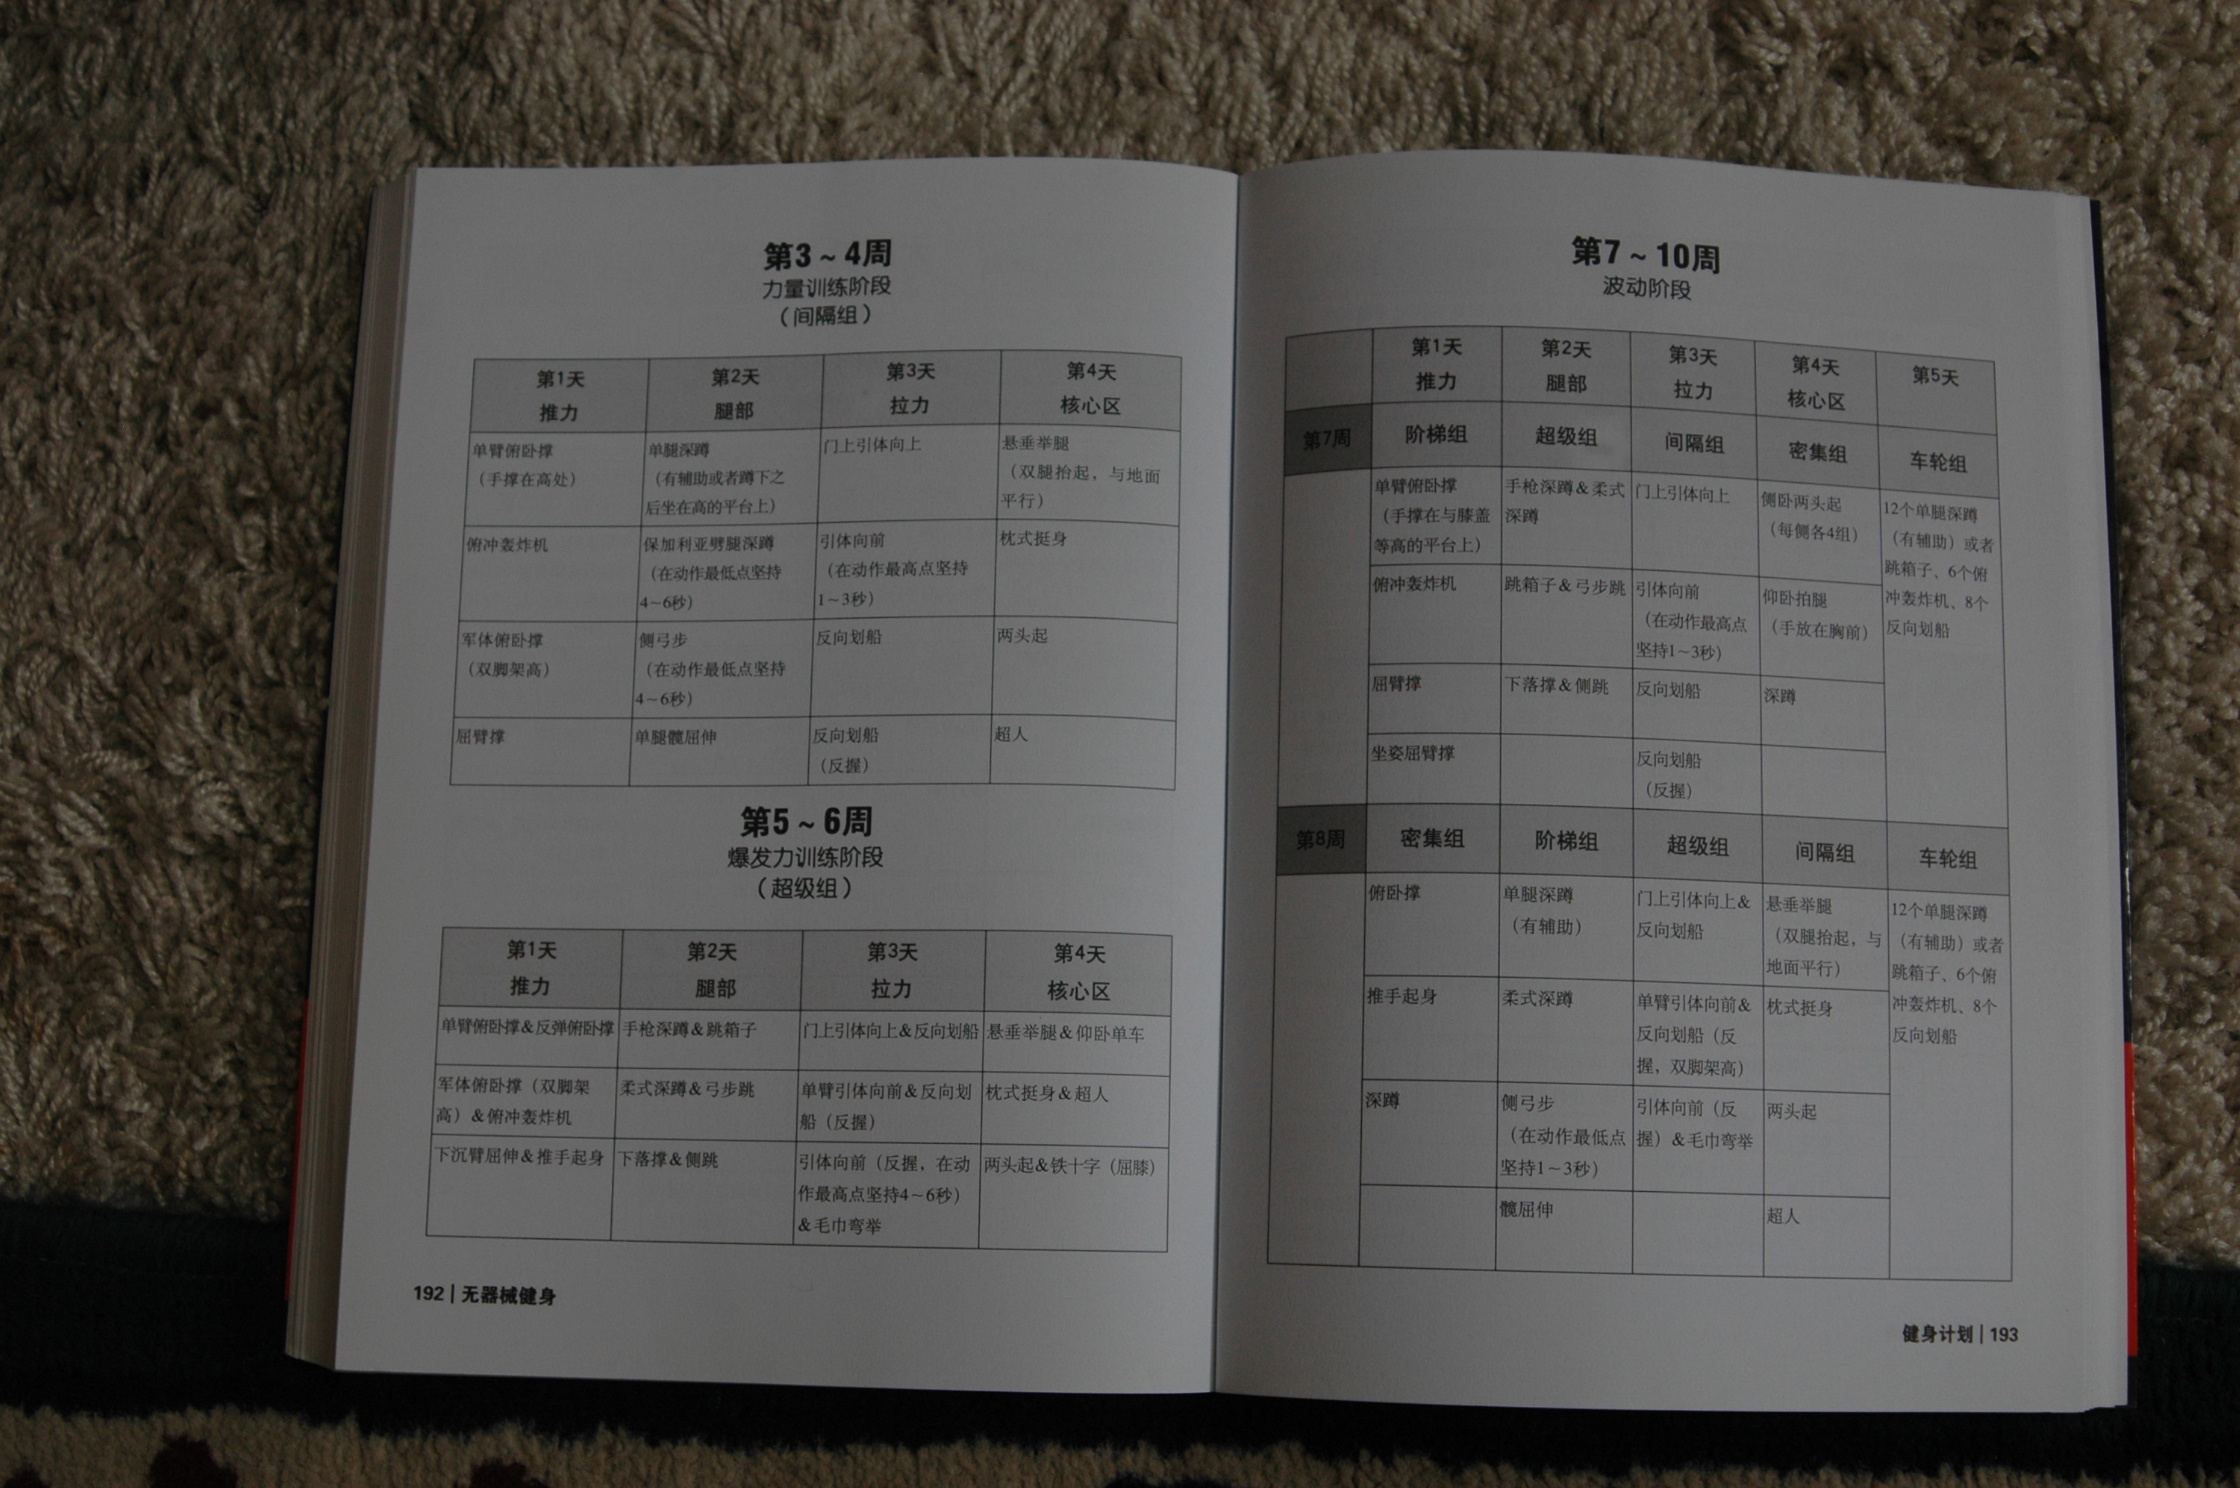 第3～4周
力量训练阶段
（间隔组）
第1天
推力
第2天
腿部
第3天
拉力
第4天
核心区
单臂俯卧撑
（手撑在高处）
单腿深蹲
（有辅助或者蹲下之
后坐在高的平台上）
门上引体向上
悬垂举腿
（双腿抬起，与地面
平行）
俯冲轰炸机
保加利亚劈腿深蹲
（在动作最低点坚持
4～6秒）
引体向前
（在动作最高点坚持
1～3秒）
枕式挺身
军体俯卧撑
（双脚架高）
侧弓步
（在动作最低点坚持
4～6秒）
反向划船
两头起
屈臂撑
单腿髋屈伸
反向划船
（反握）
超人
第5～6周
爆发力训练阶段
（超级组）
第1天
推力
第2天
腿部
第3天
拉力
第4天
核心区
单臂俯卧撑&反弹俯卧撑
手枪深蹲&跳箱子
门上引体向上&反向划船
悬垂举腿&仰卧单车
军体俯卧撑（双脚架
高）&俯冲轰炸机
柔式深蹲&弓步跳
单臂引体向前&反向划
船（反握）
枕式挺身&超人
下沉臂屈伸&推手起身
下落撑&侧跳
引体向前（反握，在动
作最高点坚持4～6秒）
&毛巾弯举
两头起&铁十字（屈膝）
192|无器械健身
第7～10周
波动阶段
第1天
推力
第2天
腿部
第3天
拉力
第4天
核心区
第5天
第7周
阶梯组
超级组
间隔组
密集组
车轮组
单臂俯卧撑
（手撑在与膝盖
等高的平台上）
手枪深蹲&柔式
深蹲
门上引体向上
侧卧两头起
（每侧各4组）
12个单腿深蹲
（有辅助）或者
跳箱子、6个俯
冲轰炸机、8个
反向划船
俯冲轰炸机
跳箱子&弓步跳
引体向前
（在动作最高点
坚持1～3秒）
仰卧拍腿
（手放在胸前）
屈臂撑
下落撑&侧跳
反向划船
深蹲
坐姿屈臂撑
反向划船
（反握）
第8周
密集组
阶梯组
超级组
间隔组
车轮组
俯卧撑
单腿深蹲
（有辅助）
门上引体向上&
反向划船
悬垂举腿
（双腿抬起，与
地面平行）
12个单腿深蹲
（有辅助）或者
跳箱子、6个俯
冲轰炸机、8个
反向划船
推手起身
柔式深蹲
单臂引体向前&
反向划船（反
握，双脚架高）
枕式挺身
深蹲
侧弓步
（在动作最低点
坚持1～3秒）
引体向前（反
握）&毛巾弯举
两头起
髋屈伸
超人
健身计划|193